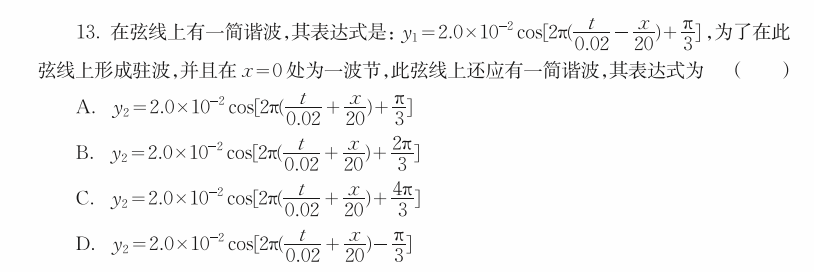 13. 在弦线上有一简谐波,其表达式是: y₁=2.0×10⁻² cos[2π(t/0.02−x/20)+π/3],为了在此
弦线上形成驻波,并且在 x=0 处为一波节,此弦线上还应有一简谐波,其表达式为 ( )
A. y₂=2.0×10⁻² cos[2π(t/0.02+x/20)+π/3]
B. y₂=2.0×10⁻² cos[2π(t/0.02+x/20)+2π/3]
C. y₂=2.0×10⁻² cos[2π(t/0.02+x/20)+4π/3]
D. y₂=2.0×10⁻² cos[2π(t/0.02+x/20)−π/3]